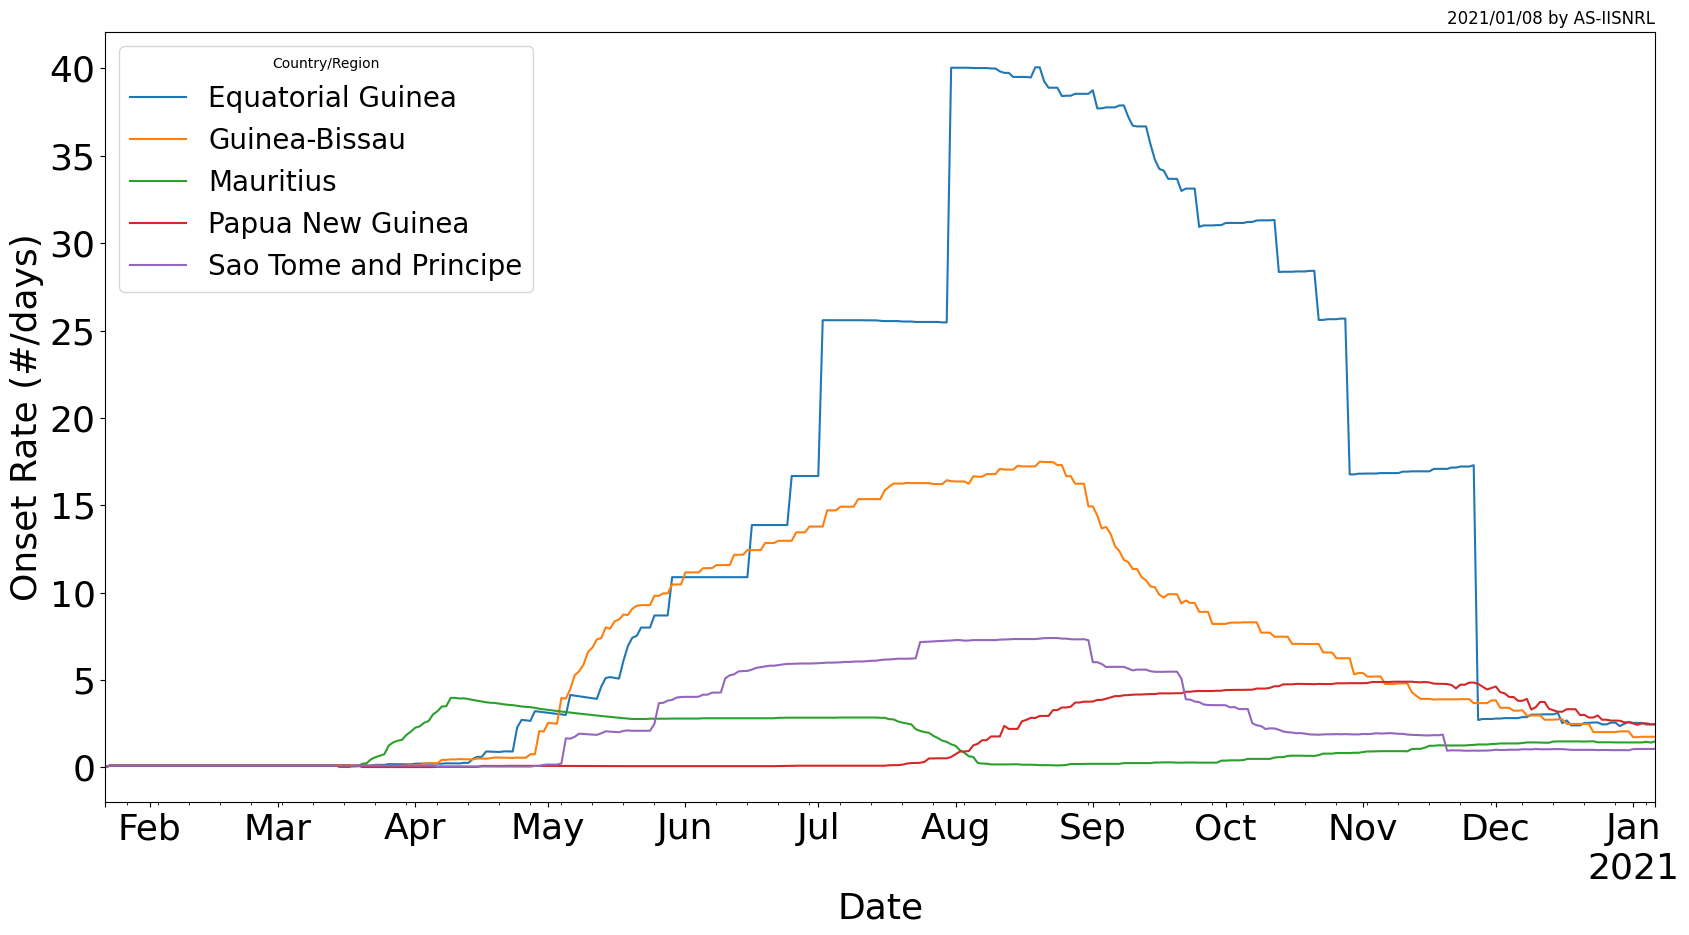 2021/01/08 by AS-IISNRL
Country/Region
Equatorial Guinea
Guinea-Bissau
Mauritius
Papua New Guinea
Sao Tome and Principe
Onset Rate (#/days)
40
35
30
25
20
15
10
5
0
Feb Mar Apr May Jun Jul Aug Sep Oct Nov Dec Jan
2021
Date